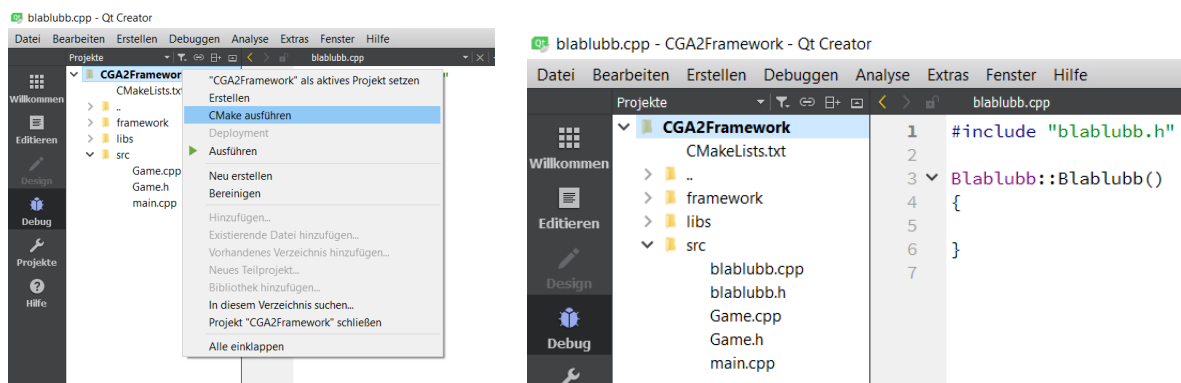 blablubb.cpp - Qt Creator
Datei Bearbeiten Erstellen Debuggen Analyse Extras Fenster Hilfe
Projekte blablubb.cpp
Willkommen
Editieren
Design
Debug
Projekte
Hilfe
CGA2Framewor
CMakeLists.tx
..
framework
libs
src
Game.cpp
Game.h
main.cpp
"CGA2Framework" als aktives Projekt setzen
Erstellen
CMake ausführen
Deployment
Ausführen
Neu erstellen
Bereinigen
Hinzufügen...
Existierende Datei hinzufügen...
Vorhandenes Verzeichnis hinzufügen...
Neues Teilprojekt...
Bibliothek hinzufügen...
In diesem Verzeichnis suchen...
Projekt "CGA2Framework" schließen
Alle einklappen
blablubb.cpp - CGA2Framework - Qt Creator
Datei Bearbeiten Erstellen Debuggen Analyse Extras Fenster Hilfe
Projekte blablubb.cpp
Willkommen
Editieren
Design
Debug
CGA2Framework
CMakeLists.txt
..
framework
libs
src
blablubb.cpp
blablubb.h
Game.cpp
Game.h
main.cpp
1 #include "blablubb.h"
2
3 Blablubb::Blablubb()
4 {
5
6 }
7